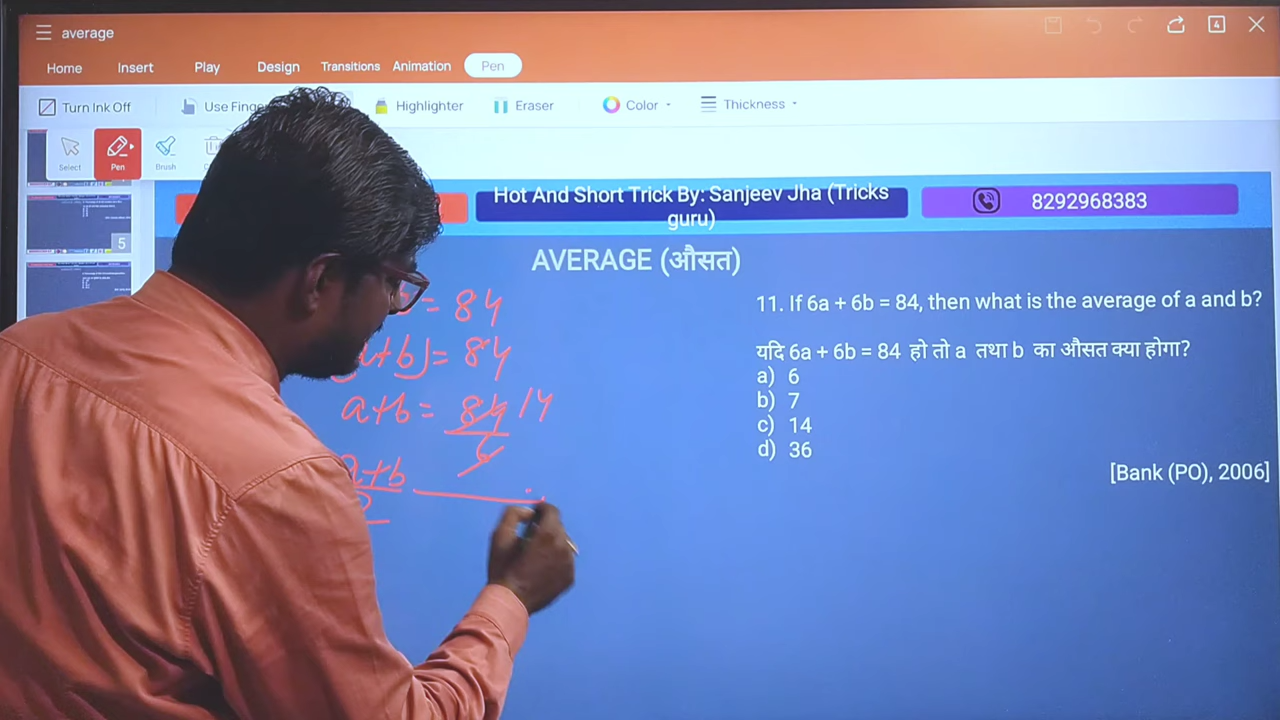 average
4
Home Insert Play Design Transitions Animation Pen
Turn Ink Off Use Finge Highlighter Eraser Color Thickness
Select Pen Brush
5
Hot And Short Trick By: Sanjeev Jha (Tricks
guru)
8292968383
AVERAGE (औसत)
= 84
a+b)= 84
a+b= 84 14
6
a+b
2
11. If 6a + 6b = 84, then what is the average of a and b?
यदि 6a + 6b = 84 हो तो a तथा b का औसत क्या होगा?
a) 6
b) 7
c) 14
d) 36
[Bank (PO), 2006]